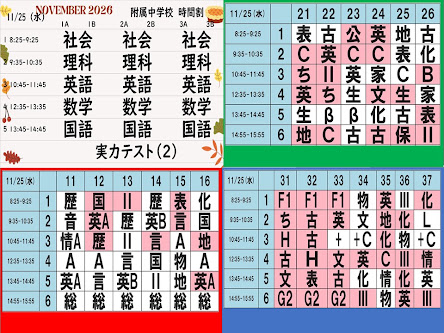 NOVEMBER 2026
11/25 (水) 附属中学校 時間割
1A 1B 2A 2B 3A 3B
1 8:25-9:25 社会 社会 社会
2 9:35-10:35 理科 理科 理科
3 10:45-11:45 英語 英語 英語
4 12:35-13:35 数学 数学 数学
5 13:45-14:45 国語 国語 国語
実力テスト(2)
11/25 (水) 21 22 23 24 25 26
8:25-9:25 1 表 古 公 英 地 古
9:35-10:35 2 C 英 C C 表 化
10:45-11:45 3 ち II 英 家 C B
12:35-13:35 4 英 ち 生 文 生 家
13:45-14:45 5 生 β β 化 古 表
14:55-15:55 6 地 C 古 古 保 II
11/25 (水) 11 12 13 14 15 16
8:25-9:25 1 歴 国 II 歴 表 化
9:35-10:35 2 音 英A 歴 英B 言 国
10:45-11:45 3 情A 歴 II 言 A 地
12:35-13:35 4 A A 言 国 物 A
13:45-14:45 5 英A 言 英B II 地 英A
14:55-15:55 6 総 総 総 総 総 総
11/25 (水) 31 32 33 34 35 36 37
8:25-9:25 1 F1 F1 F1 物 英 III 化
9:35-10:35 2 ち 古 英 文 地 化 L
10:45-11:45 3 H 古 +C 化 物 +C
12:35-13:35 4 古 H 文 英 C III 英
13:45-14:45 5 文 表 古 化 情 化 英
14:55-15:55 6 G2 G2 G2 III 物 英 III